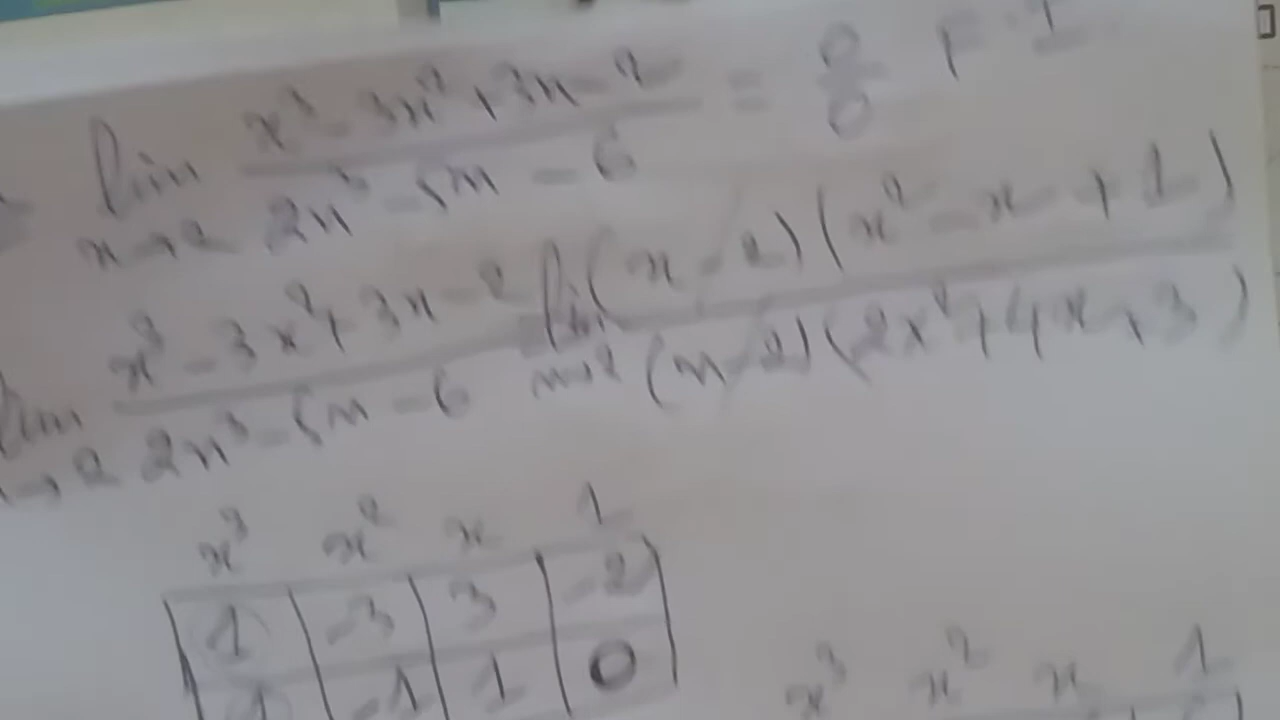 lim x³ - 3x² + 3x - 2 / 2x³ - 5x - 6 = 0/0 F.I
x→2
lim x³ - 3x² + 3x - 2 / 2x³ - 5x - 6 lim (x - 2)(x² - x + 1) / (x - 2)(2x² + 4x + 3)
x→2 x→2
x³ x² x 1
1 -3 3 -2
1 -1 1 0
x³ x² x 1